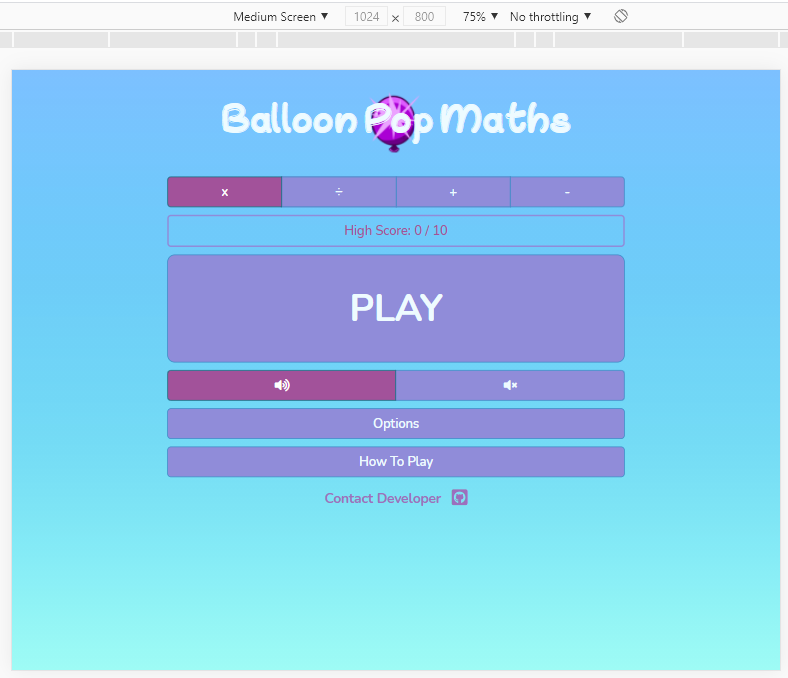 Medium Screen ▼ 1024 x 800 75% ▼ No throttling ▼
Balloon Pop Maths
x ÷ + -
High Score: 0 / 10
PLAY
Options
How To Play
Contact Developer